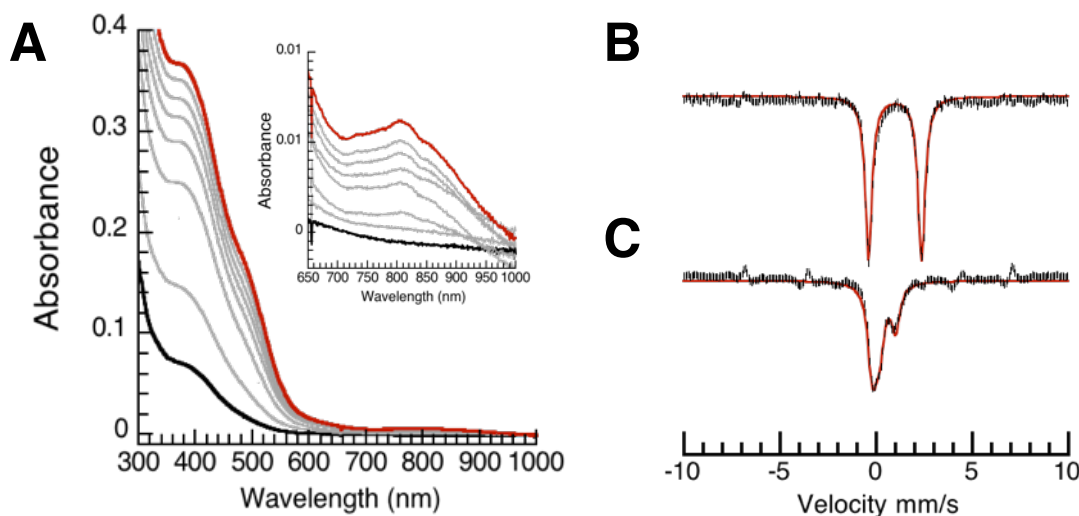 A
Absorbance
0.4
0.3
0.2
0.1
0
300 400 500 600 700 800 900 1000
Wavelength (nm)
Absorbance
0.01
0.01
0
650 700 750 800 850 900 950 1000
Wavelength (nm)
B
C
-10 -5 0 5 10
Velocity mm/s